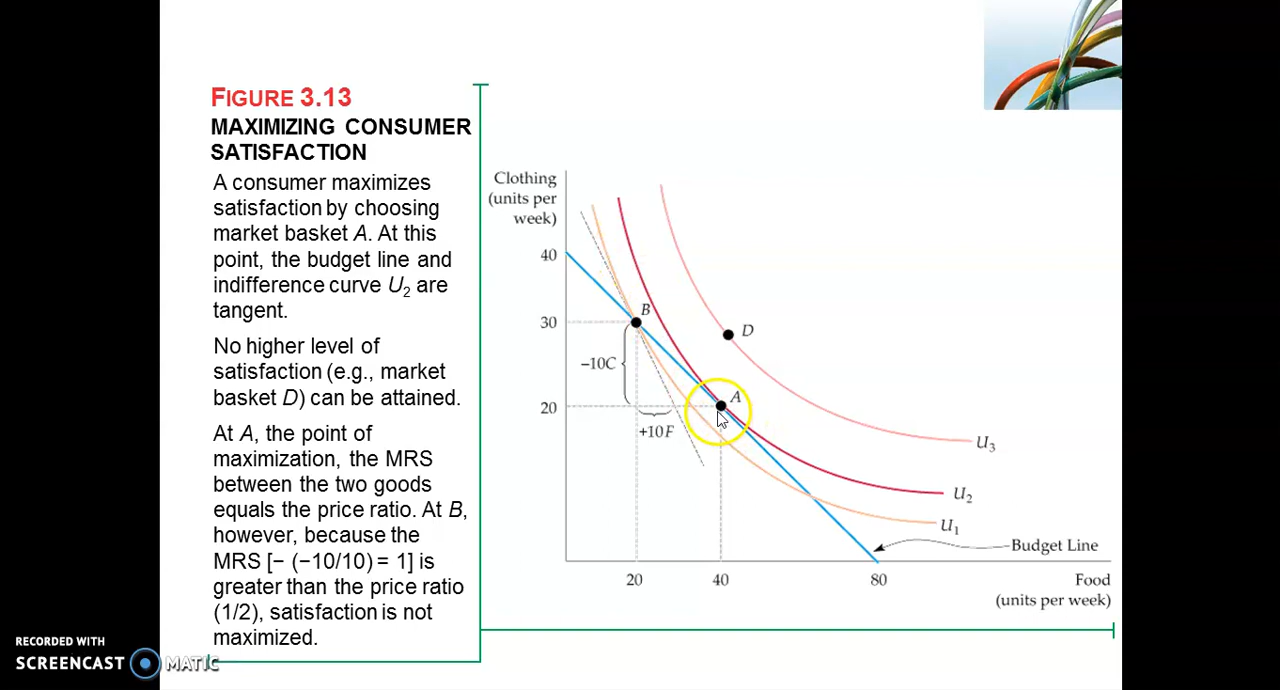 FIGURE 3.13
MAXIMIZING CONSUMER
SATISFACTION
A consumer maximizes
satisfaction by choosing
market basket A. At this
point, the budget line and
indifference curve U2 are
tangent.
No higher level of
satisfaction (e.g., market
basket D) can be attained.
At A, the point of
maximization, the MRS
between the two goods
equals the price ratio. At B,
however, because the
MRS [− (−10/10) = 1] is
greater than the price ratio
(1/2), satisfaction is not
maximized.
Clothing
(units per
week)
40
30
20
−10C
+10F
B
D
A
U3
U2
U1
Budget Line
20
40
80
Food
(units per week)
RECORDED WITH
SCREENCAST MATIC